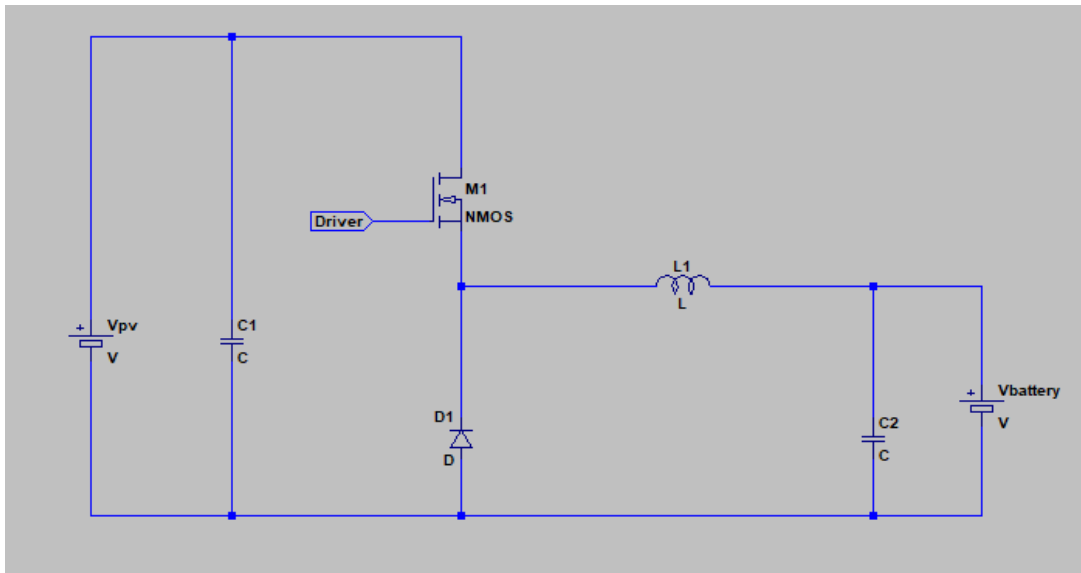 M1
NMOS
Driver
L1
L
+
Vpv
V
C1
C
+
Vbattery
V
D1
D
C2
C